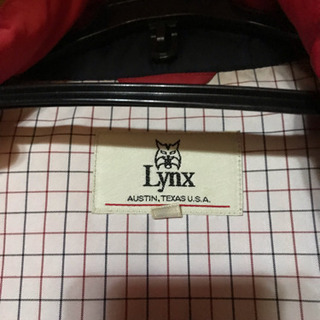 Lynx
AUSTIN, TEXAS U.S.A.